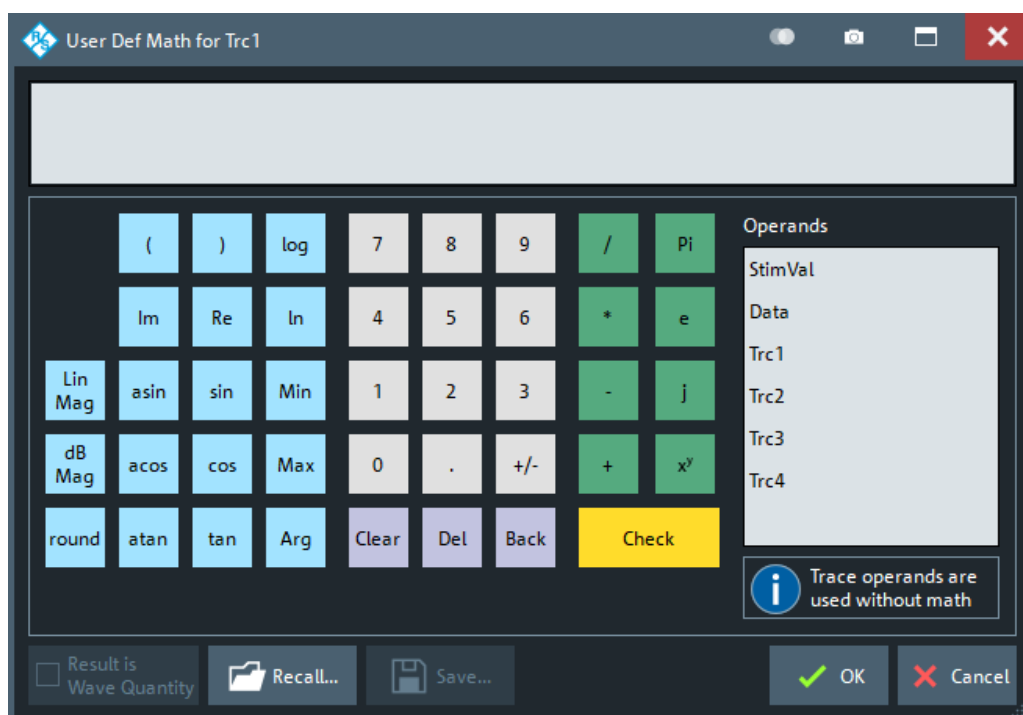 R&S
User Def Math for Trc1
( ) log 7 8 9 / Pi
Operands
StimVal
Data
Trc1
Trc2
Trc3
Trc4
Im Re ln 4 5 6 * e
Lin
Mag
asin sin Min 1 2 3 - j
dB
Mag
acos cos Max 0 . +/- + xʸ
round atan tan Arg Clear Del Back Check
Trace operands are
used without math
Result is
Wave Quantity
Recall... Save... OK Cancel